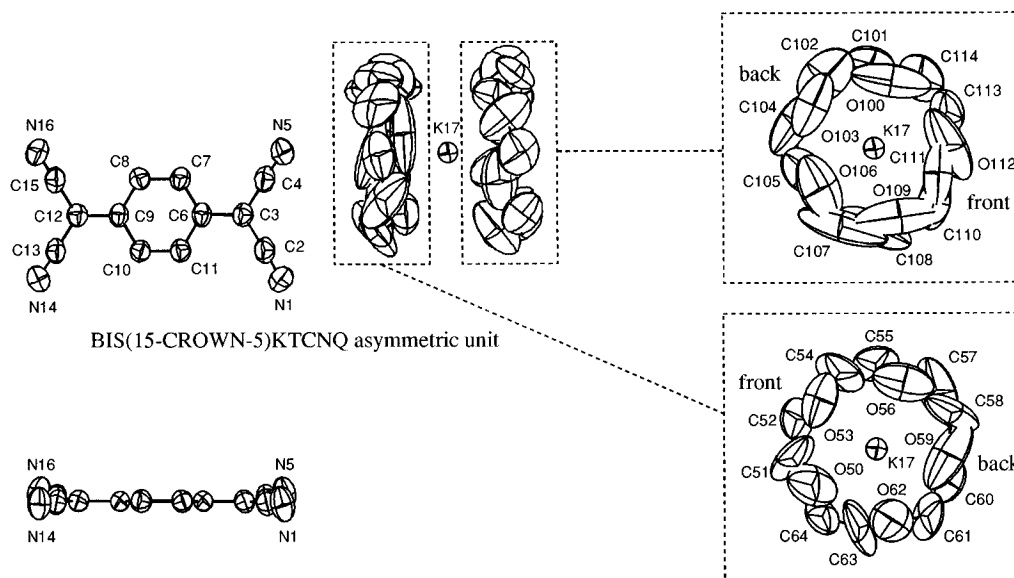 N16
N5
C8
C7
C15
C4
C12
C9
C6
C3
C13
C2
C10
C11
N14
N1
K17
BIS(15-CROWN-5)KTCNQ asymmetric unit
N16
N5
N14
N1
C102
C101
C114
back
C113
C104
O100
O103
K17
C111
O112
C105
O106
O109
front
C107
C110
C108
C55
C54
C57
front
C58
C52
O56
O53
O59
K17
back
C51
O50
O62
C60
C64
C61
C63